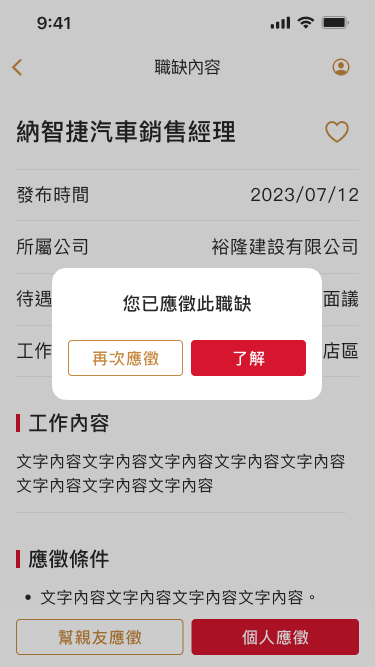 9:41
職缺內容
納智捷汽車銷售經理
發布時間 2023/07/12
所屬公司 裕隆建設有限公司
待遇 面議
您已應徵此職缺
工作 店區
再次應徵 了解
工作內容
文字內容文字內容文字內容文字內容文字內容
文字內容文字內容文字內容
應徵條件
• 文字內容文字內容文字內容文字內容。
幫親友應徵 個人應徵